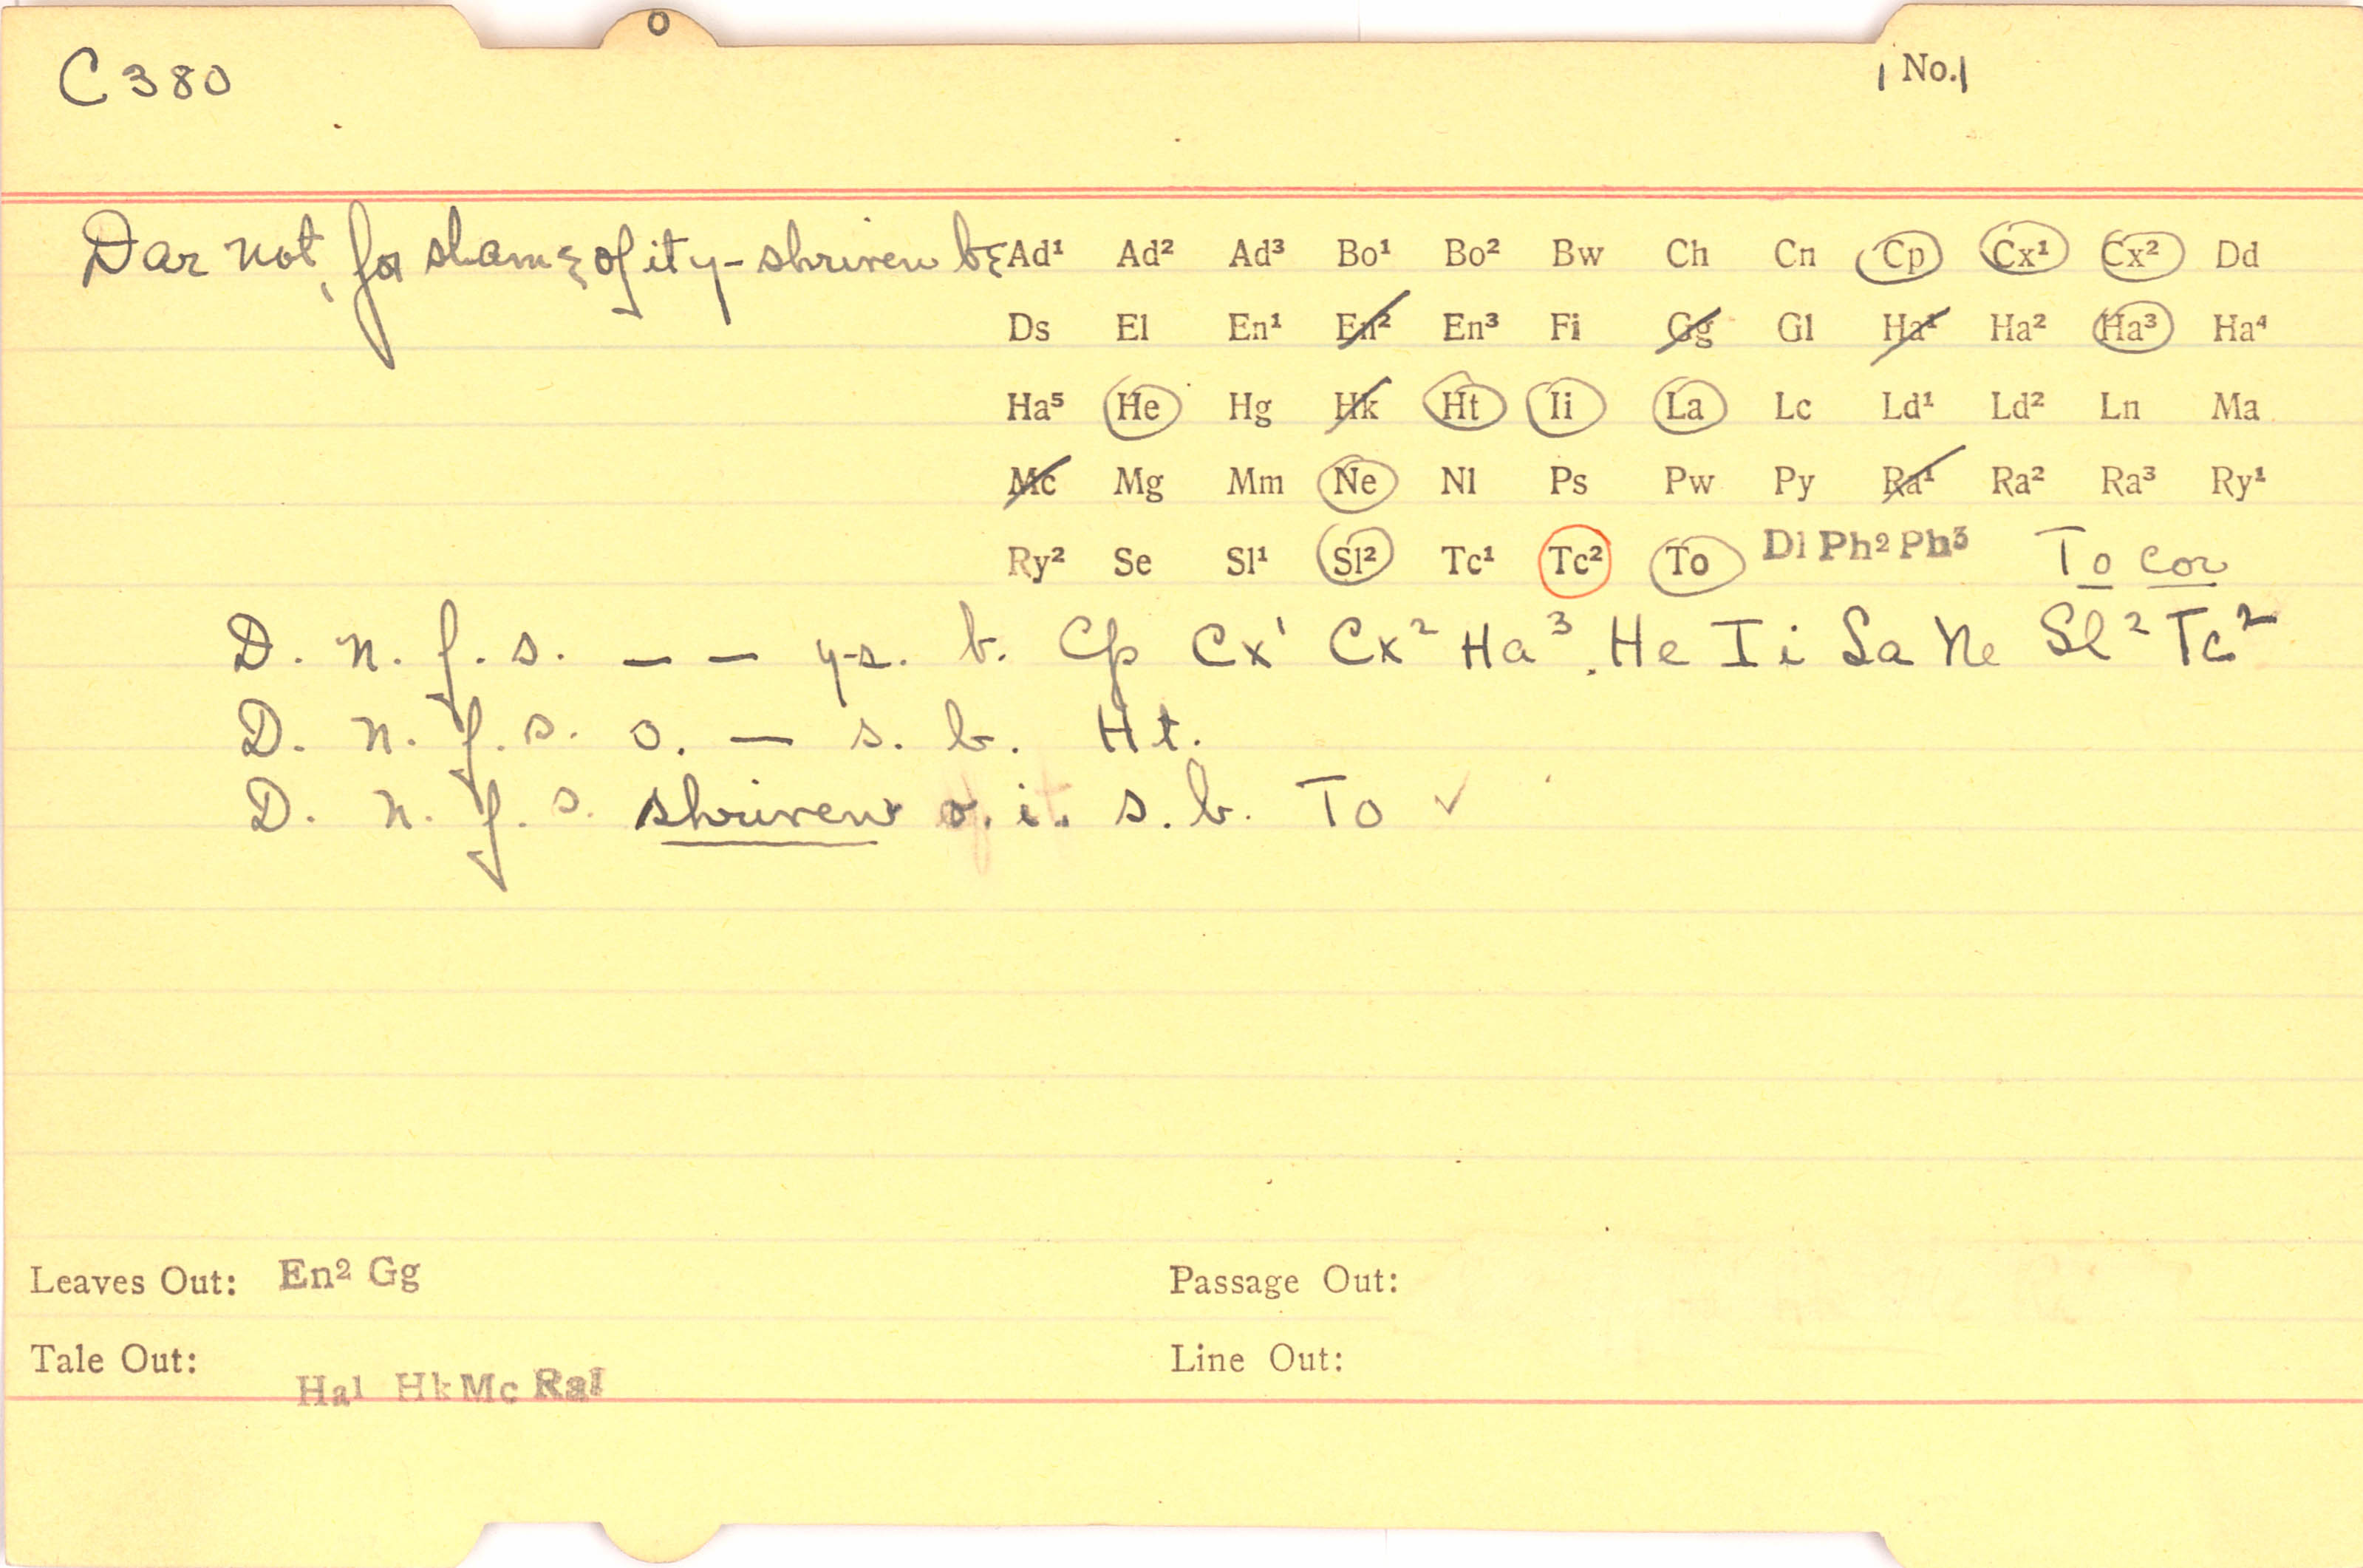 o
C 380
No.
Dar not, for shame of it y-shriven be
Ad¹ Ad² Ad³ Bo¹ Bo² Bw Ch Cn Cp Cx¹ Cx² Dd
Ds El En¹ En² En³ Fi Gg Gl Ha¹ Ha² Ha³ Ha⁴
Ha⁵ He Hg Hk Ht Ii La Lc Ld¹ Ld² Ln Ma
Mc Mg Mm Ne Nl Ps Pw Py Ra¹ Ra² Ra³ Ry¹
Ry² Se Sl¹ Sl² Tc¹ Tc² To Dl Ph² Ph³ To cor
D. n. f. s. — — y-s. b. Cp Cx¹ Cx² Ha³ He Ii La Ne Sl² Tc²
D. n. f. s. o. — s. b. Ht.
D. n. f. s. shriven o. i. s. b. To ✓
Leaves Out: En² Gg
Passage Out:
Tale Out: Ha¹ Hk Mc Ra¹
Line Out: